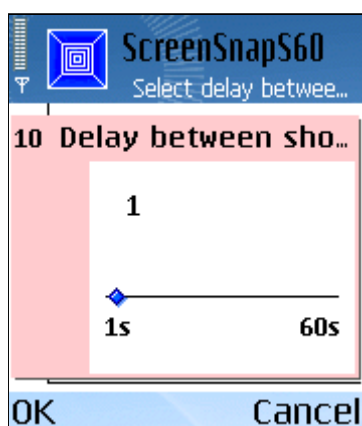 ScreenSnapS60
Select delay betwee...
10 Delay between sho...
1
1s 60s
OK Cancel